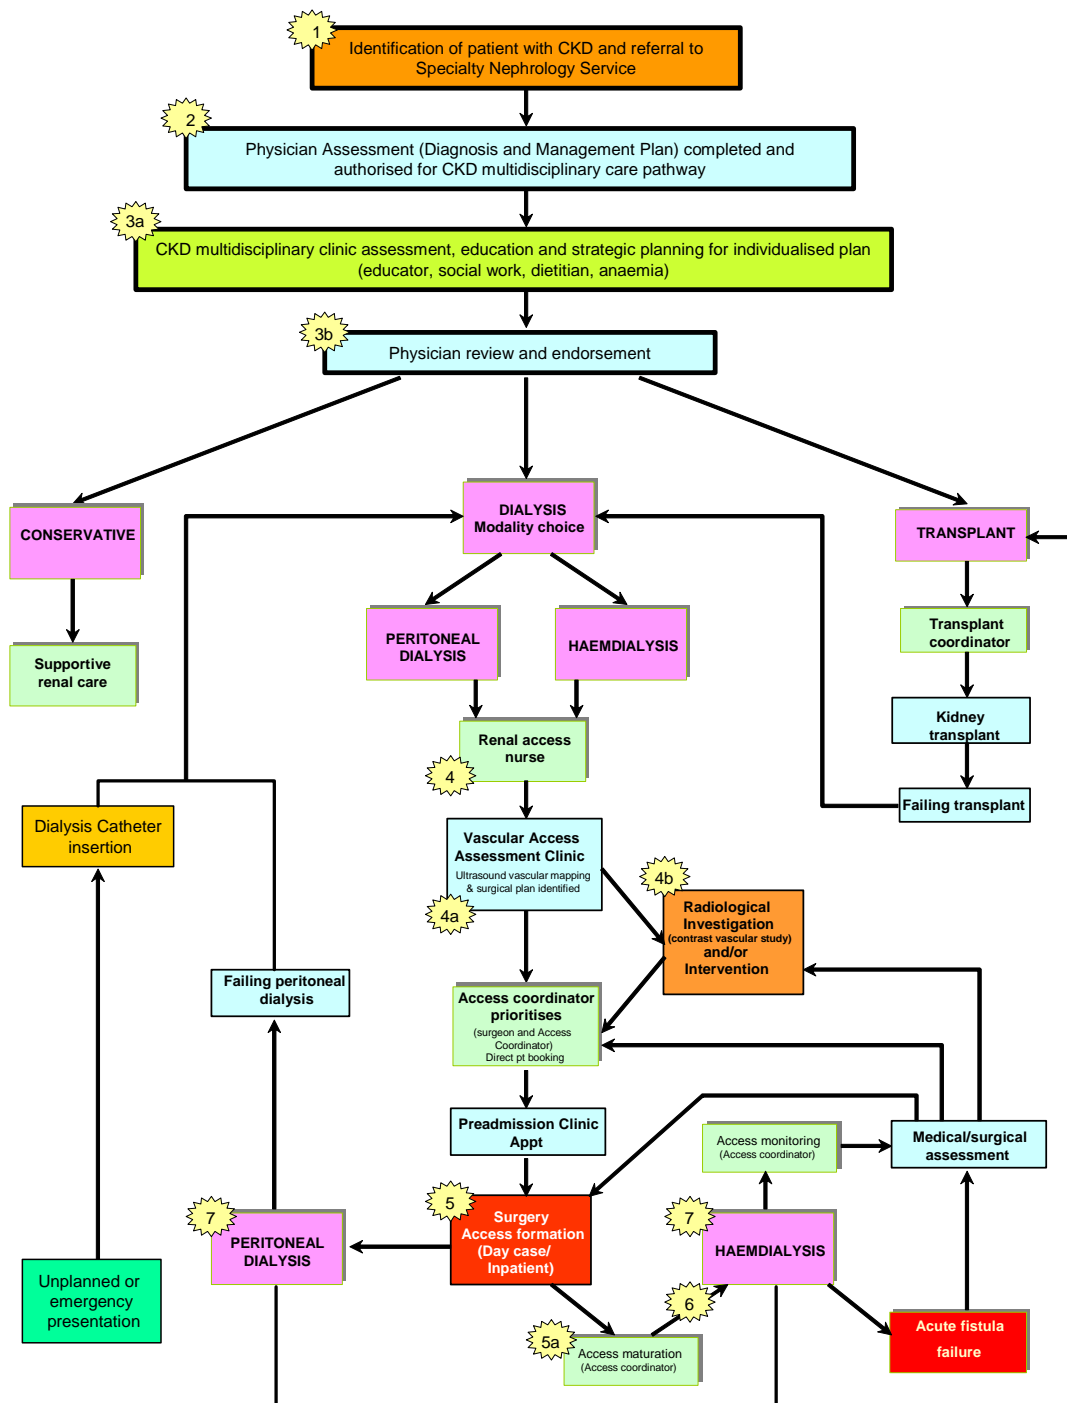 1
Identification of patient with CKD and referral to
Specialty Nephrology Service
2
Physician Assessment (Diagnosis and Management Plan) completed and
authorised for CKD multidisciplinary care pathway
3a
CKD multidisciplinary clinic assessment, education and strategic planning for individualised plan
(educator, social work, dietitian, anaemia)
3b
Physician review and endorsement
CONSERVATIVE
DIALYSIS
Modality choice
TRANSPLANT
Supportive
renal care
PERITONEAL
DIALYSIS
HAEMDIALYSIS
Transplant
coordinator
Renal access
nurse
4
Kidney
transplant
Failing transplant
Dialysis Catheter
insertion
Vascular Access
Assessment Clinic
Ultrasound vascular mapping
& surgical plan identified
4a
4b
Radiological
Investigation
(contrast vascular study)
and/or
Intervention
Failing peritoneal
dialysis
Access coordinator
prioritises
(surgeon and Access
Coordinator)
Direct pt booking
Preadmission Clinic
Appt
Access monitoring
(Access coordinator)
Medical/surgical
assessment
5
Surgery
Access formation
(Day case/
Inpatient)
7
PERITONEAL
DIALYSIS
7
HAEMDIALYSIS
Unplanned or
emergency
presentation
6
5a
Access maturation
(Access coordinator)
Acute fistula
failure